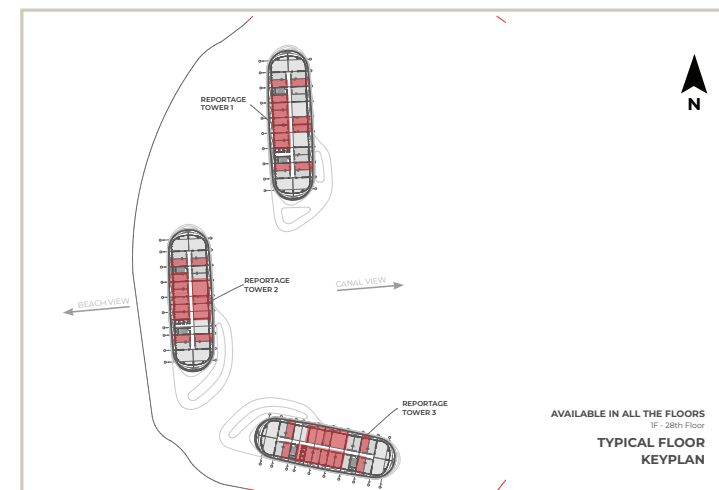 REPORTAGE
TOWER 1
N
REPORTAGE
TOWER 2
CANAL VIEW
BEACH VIEW
REPORTAGE
TOWER 3
AVAILABLE IN ALL THE FLOORS
1F - 28th Floor
TYPICAL FLOOR
KEYPLAN